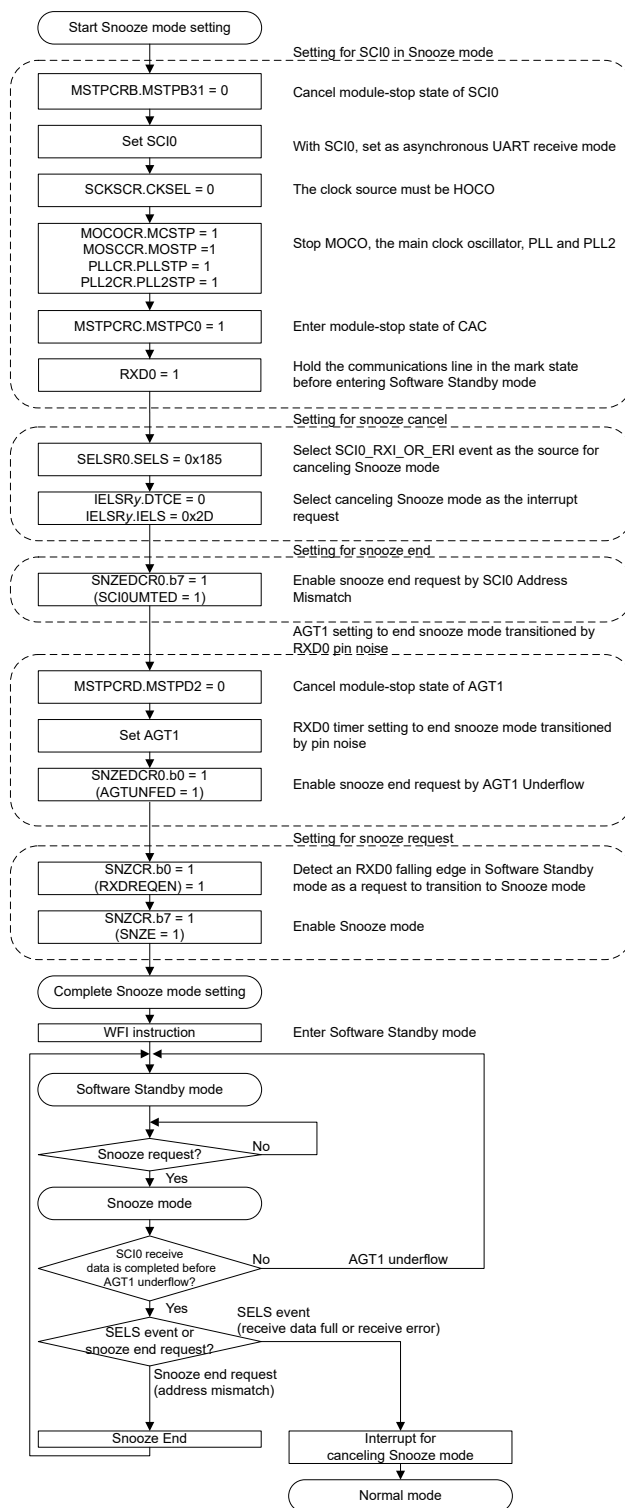 Start Snooze mode setting
Setting for SCI0 in Snooze mode
MSTPCRB.MSTPB31 = 0
Cancel module-stop state of SCI0
Set SCI0
With SCI0, set as asynchronous UART receive mode
SCKSCR.CKSEL = 0
The clock source must be HOCO
MOCOCR.MCSTP = 1
MOSCCR.MOSTP =1
PLLCR.PLLSTP = 1
PLL2CR.PLL2STP = 1
Stop MOCO, the main clock oscillator, PLL and PLL2
MSTPCRC.MSTPC0 = 1
Enter module-stop state of CAC
RXD0 = 1
Hold the communications line in the mark state
before entering Software Standby mode
Setting for snooze cancel
SELSR0.SELS = 0x185
Select SCI0_RXI_OR_ERI event as the source for
canceling Snooze mode
IELSRy.DTCE = 0
IELSRy.IELS = 0x2D
Select canceling Snooze mode as the interrupt
request
Setting for snooze end
SNZEDCR0.b7 = 1
(SCI0UMTED = 1)
Enable snooze end request by SCI0 Address
Mismatch
AGT1 setting to end snooze mode transitioned by
RXD0 pin noise
MSTPCRD.MSTPD2 = 0
Cancel module-stop state of AGT1
Set AGT1
RXD0 timer setting to end snooze mode transitioned
by pin noise
SNZEDCR0.b0 = 1
(AGTUNFED = 1)
Enable snooze end request by AGT1 Underflow
Setting for snooze request
SNZCR.b0 = 1
(RXDREQEN) = 1
Detect an RXD0 falling edge in Software Standby
mode as a request to transition to Snooze mode
SNZCR.b7 = 1
(SNZE = 1)
Enable Snooze mode
Complete Snooze mode setting
WFI instruction
Enter Software Standby mode
Software Standby mode
Snooze request?
No
Yes
Snooze mode
SCI0 receive
data is completed before
AGT1 underflow?
No
AGT1 underflow
Yes
SELS event
(receive data full or receive error)
SELS event or
snooze end request?
Snooze end request
(address mismatch)
Snooze End
Interrupt for
canceling Snooze mode
Normal mode